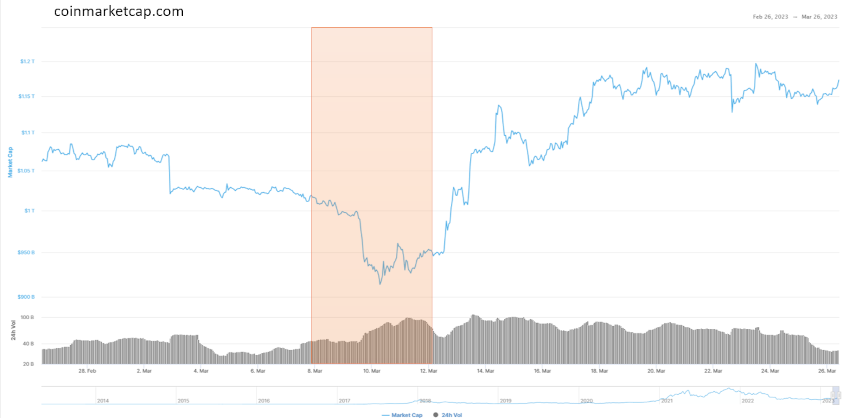 coinmarketcap.com
Feb 26, 2023 — Mar 26, 2023
$1.2 T
$1.15 T
$1.1 T
$1.05 T
$1 T
$950 B
$900 B
Market Cap
100 B
40 B
20 B
24h Vol
28. Feb 2. Mar 4. Mar 6. Mar 8. Mar 10. Mar 12. Mar 14. Mar 16. Mar 18. Mar 20. Mar 22. Mar 24. Mar 26. Mar
2014 2015 2016 2017 2018 2019 2020 2021 2022 2023
Market Cap 24h Vol